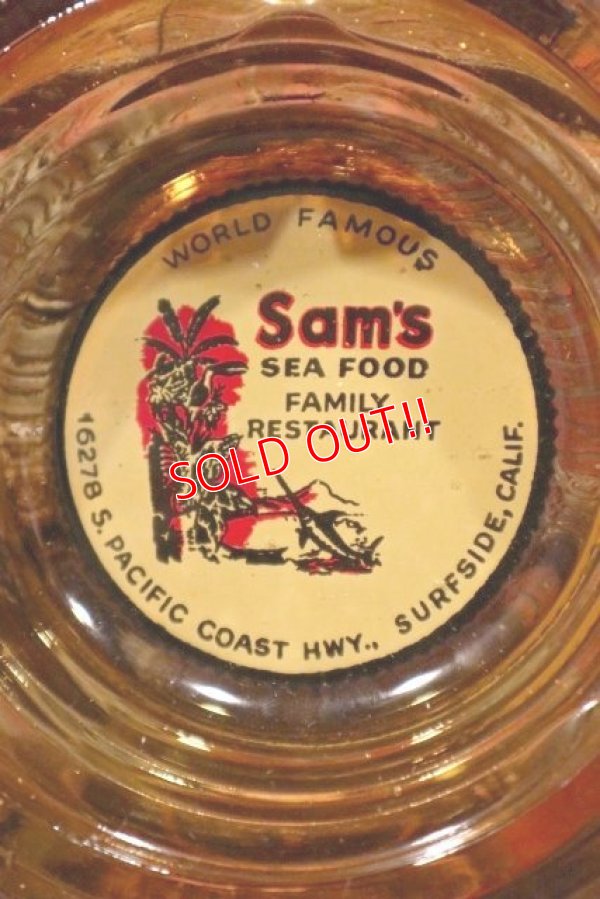 WORLD FAMOUS
Sam's
SEA FOOD
FAMILY
RESTAURANT
SOLD OUT!!
16278 S. PACIFIC COAST HWY., SURFSIDE, CALIF.